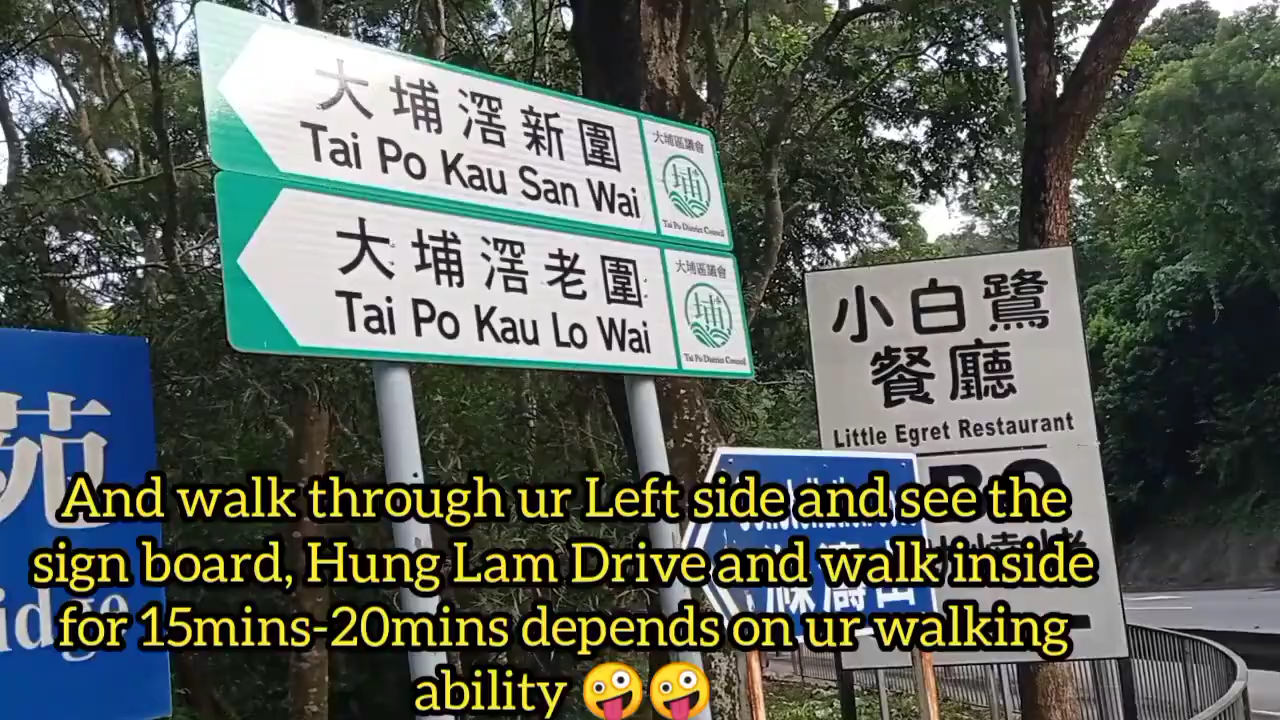 大埔滘新圍
Tai Po Kau San Wai
大埔區議會
埔
Tai Po District Council
大埔滘老圍
Tai Po Kau Lo Wai
大埔區議會
埔
Tai Po District Council
小白鷺
餐廳
Little Egret Restaurant
苑
idge
And walk through ur Left side and see the
sign board, Hung Lam Drive and walk inside
for 15mins-20mins depends on ur walking
ability 🤪🤪